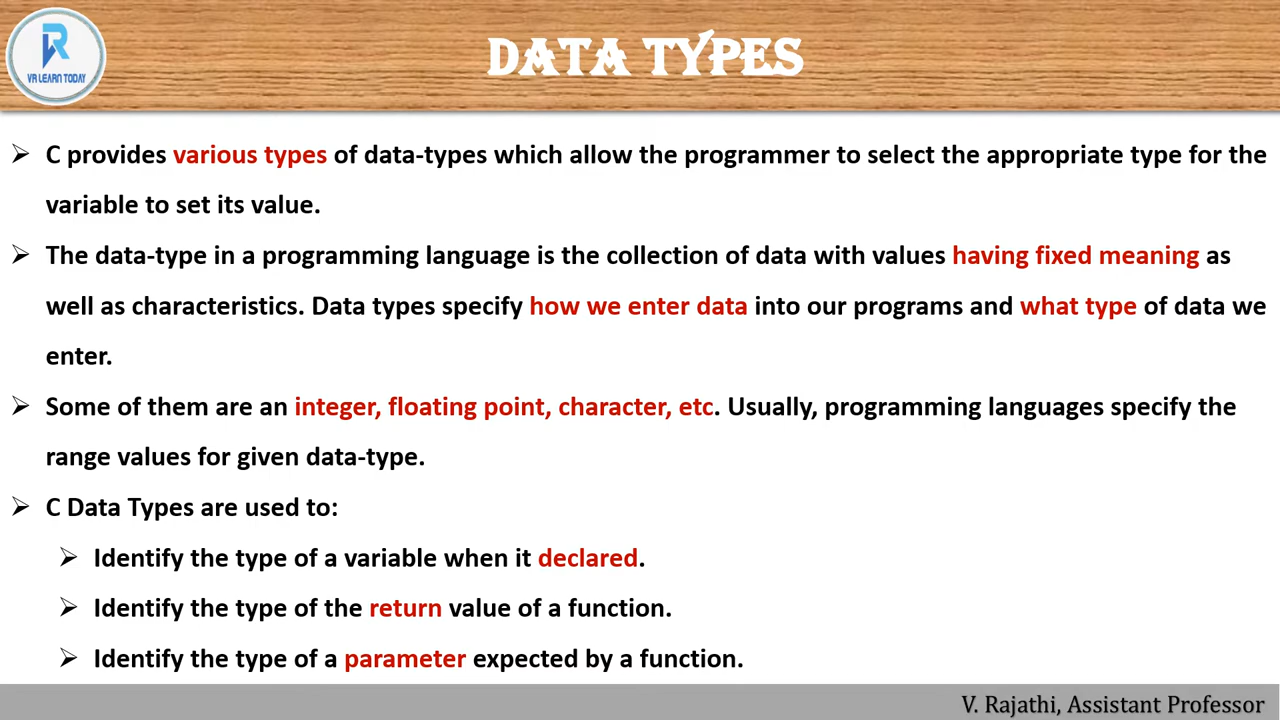 VR LEARN TODAY
DATA TYPES
➢ C provides various types of data-types which allow the programmer to select the appropriate type for the
variable to set its value.
➢ The data-type in a programming language is the collection of data with values having fixed meaning as
well as characteristics. Data types specify how we enter data into our programs and what type of data we
enter.
➢ Some of them are an integer, floating point, character, etc. Usually, programming languages specify the
range values for given data-type.
➢ C Data Types are used to:
➢ Identify the type of a variable when it declared.
➢ Identify the type of the return value of a function.
➢ Identify the type of a parameter expected by a function.
V. Rajathi, Assistant Professor